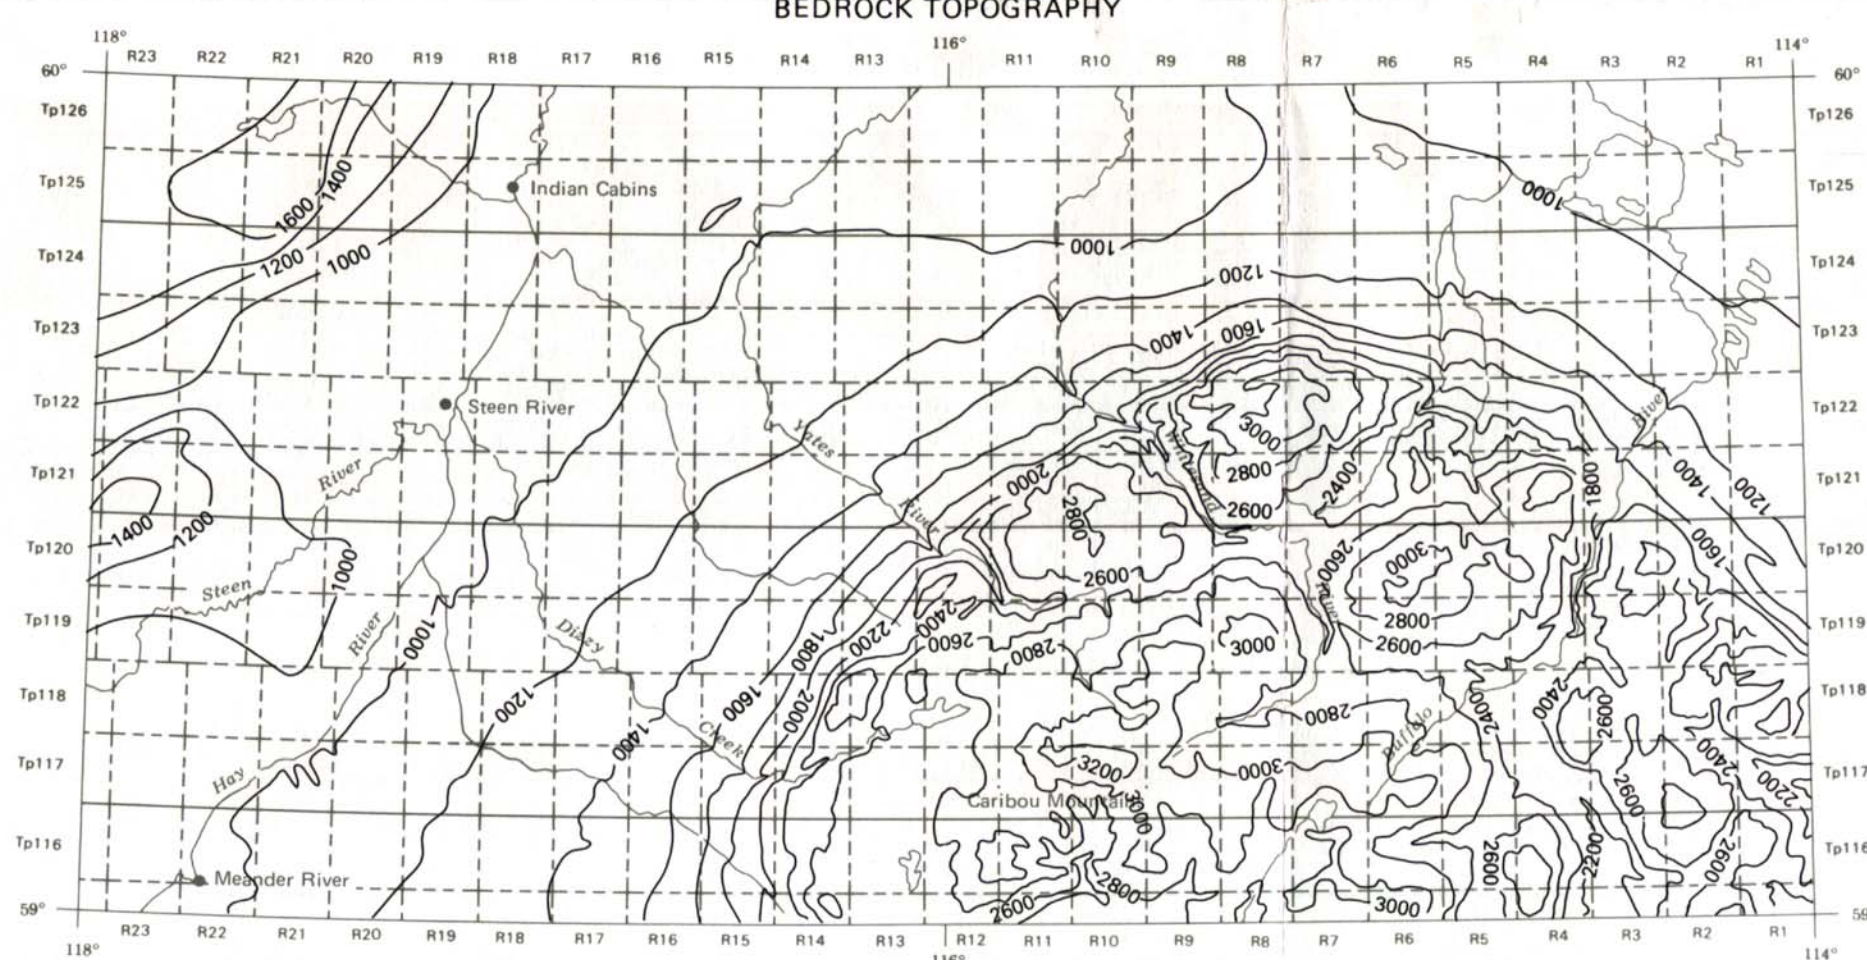 BEDROCK TOPOGRAPHY
118° 116° 114°
R23 R22 R21 R20 R19 R18 R17 R16 R15 R14 R13 R11 R10 R9 R8 R7 R6 R5 R4 R3 R2 R1
60° 60°
Tp126 Tp126
Tp125 1400 Indian Cabins 1000 Tp125
1600
Tp124 1200 1000 1000 1200 Tp124
Tp123 1400 1600 Tp123
Tp122 Steen River River Tp122
Yates 3000
Tp121 River 2000 Wentzel 2800 2400 1800 1400 1200 Tp121
River 2600
1400 1200 2800 1600
Tp120 1000 2600 2600 3000 Tp120
Steen
Tp119 River 1000 Dizzy 1800 2200 2400 2600 2800 3000 River 2800 2600 Tp119
Tp118 1200 1600 2000 2800 2400 2400 2600 Tp118
1400 Creek Buffalo
Tp117 Hay 3200 3000 2400 2200 Tp117
Caribou Mountains 3000 2600
Tp116 2600 2200 2600 Tp116
Meander River 2800
59° 2600 3000 59
R23 R22 R21 R20 R19 R18 R17 R16 R15 R14 R13 R12 R11 R10 R9 R8 R7 R6 R5 R4 R3 R2 R1
118° 116° 114°